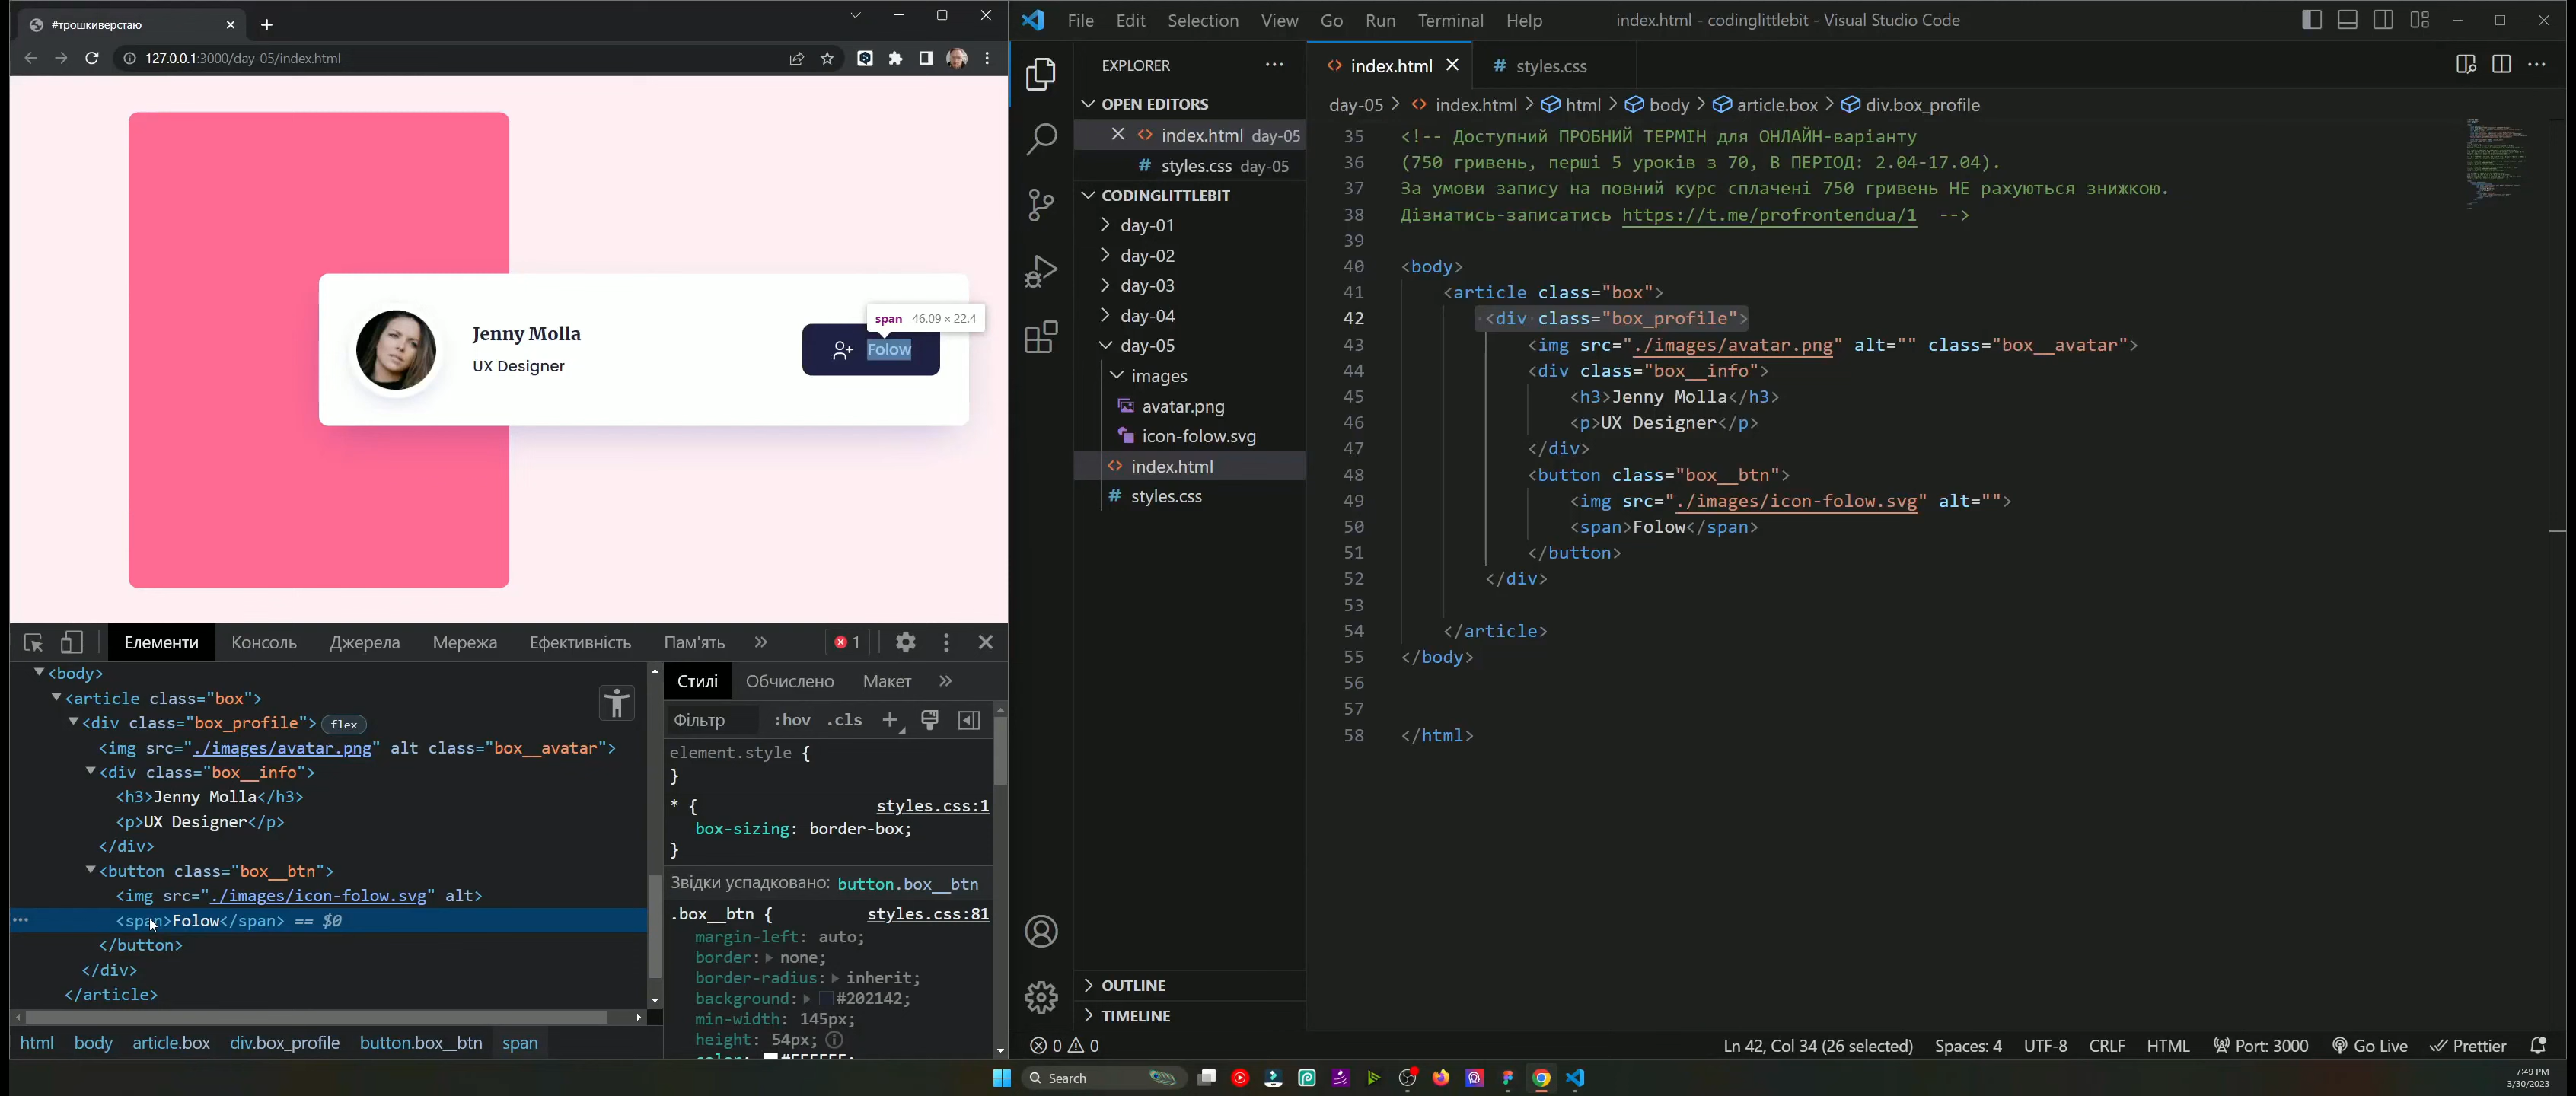 #трошкиверстаю
127.0.0.1:3000/day-05/index.html
Jenny Molla
UX Designer
span 46.09 × 22.4
Folow
Елементи Консоль Джерела Мережа Ефективність Пам'ять 1
<body>
<article class="box">
<div class="box_profile"> flex
<img src="./images/avatar.png" alt class="box__avatar">
<div class="box__info">
<h3>Jenny Molla</h3>
<p>UX Designer</p>
</div>
<button class="box__btn">
<img src="./images/icon-folow.svg" alt>
<span>Folow</span> == $0
</button>
</div>
</article>
html body article.box div.box_profile button.box__btn span
Стилі Обчислено Макет
Фільтр :hov .cls
element.style {
}
* { styles.css:1
box-sizing: border-box;
}
Звідки успадковано: button.box__btn
.box__btn { styles.css:81
margin-left: auto;
border: none;
border-radius: inherit;
background: #202142;
min-width: 145px;
height: 54px;
File Edit Selection View Go Run Terminal Help index.html - codinglittlebit - Visual Studio Code
EXPLORER
OPEN EDITORS
index.html day-05
styles.css day-05
CODINGLITTLEBIT
day-01
day-02
day-03
day-04
day-05
images
avatar.png
icon-folow.svg
index.html
styles.css
OUTLINE
TIMELINE
index.html styles.css
day-05 > index.html > html > body > article.box > div.box_profile
35 <!-- Доступний ПРОБНИЙ ТЕРМІН для ОНЛАЙН-варіанту
36 (750 гривень, перші 5 уроків з 70, В ПЕРІОД: 2.04-17.04).
37 За умови запису на повний курс сплачені 750 гривень НЕ рахуються знижкою.
38 Дізнатись-записатись https://t.me/profrontendua/1 -->
39
40 <body>
41 <article class="box">
42 <div class="box_profile">
43 <img src="./images/avatar.png" alt="" class="box__avatar">
44 <div class="box__info">
45 <h3>Jenny Molla</h3>
46 <p>UX Designer</p>
47 </div>
48 <button class="box__btn">
49 <img src="./images/icon-folow.svg" alt="">
50 <span>Folow</span>
51 </button>
52 </div>
53
54 </article>
55 </body>
56
57
58 </html>
0 0 Ln 42, Col 34 (26 selected) Spaces: 4 UTF-8 CRLF HTML Port: 3000 Go Live Prettier
Search
7:49 PM
3/30/2023